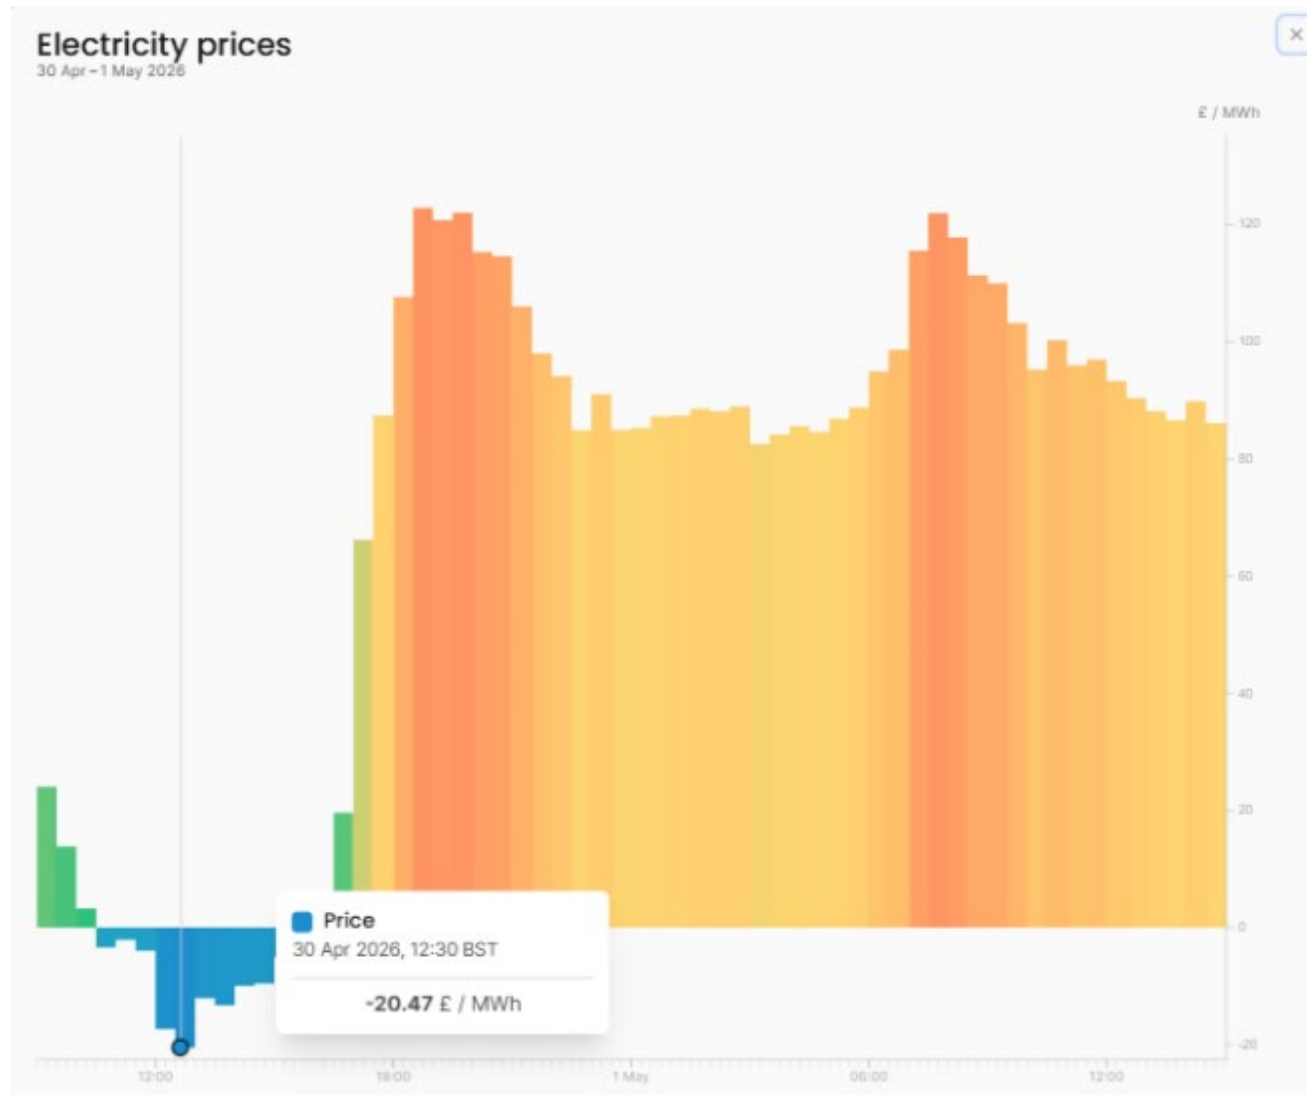 Electricity prices
30 Apr – 1 May 2026
£ / MWh
120
100
80
60
40
20
0
-20
Price
30 Apr 2026, 12:30 BST
-20.47 £ / MWh
12:00
18:00
1 May
06:00
12:00